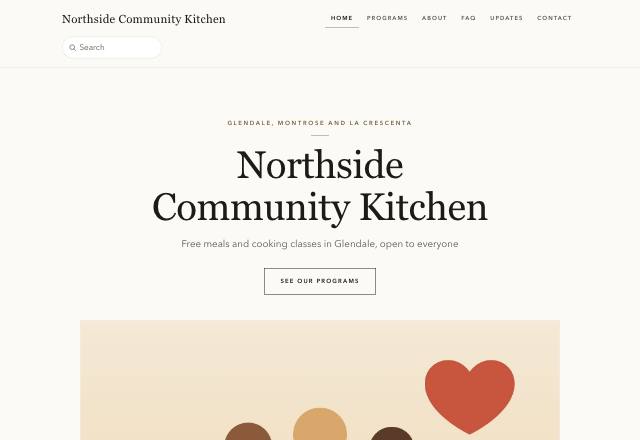 Northside Community Kitchen
HOME PROGRAMS ABOUT FAQ UPDATES CONTACT
Search
GLENDALE, MONTROSE AND LA CRESCENTA
Northside
Community Kitchen
Free meals and cooking classes in Glendale, open to everyone
SEE OUR PROGRAMS